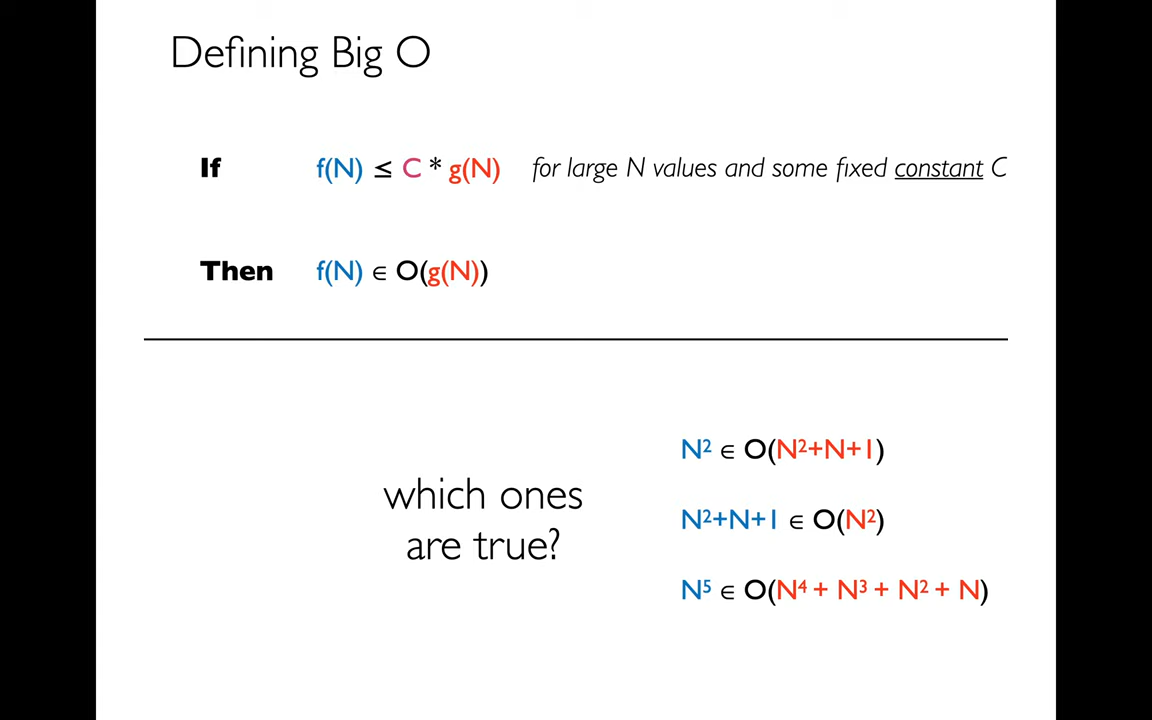 Defining Big O
If f(N) ≤ C * g(N) for large N values and some fixed constant C
Then f(N) ∈ O(g(N))
which ones
are true?
N² ∈ O(N²+N+1)
N²+N+1 ∈ O(N²)
N⁵ ∈ O(N⁴ + N³ + N² + N)